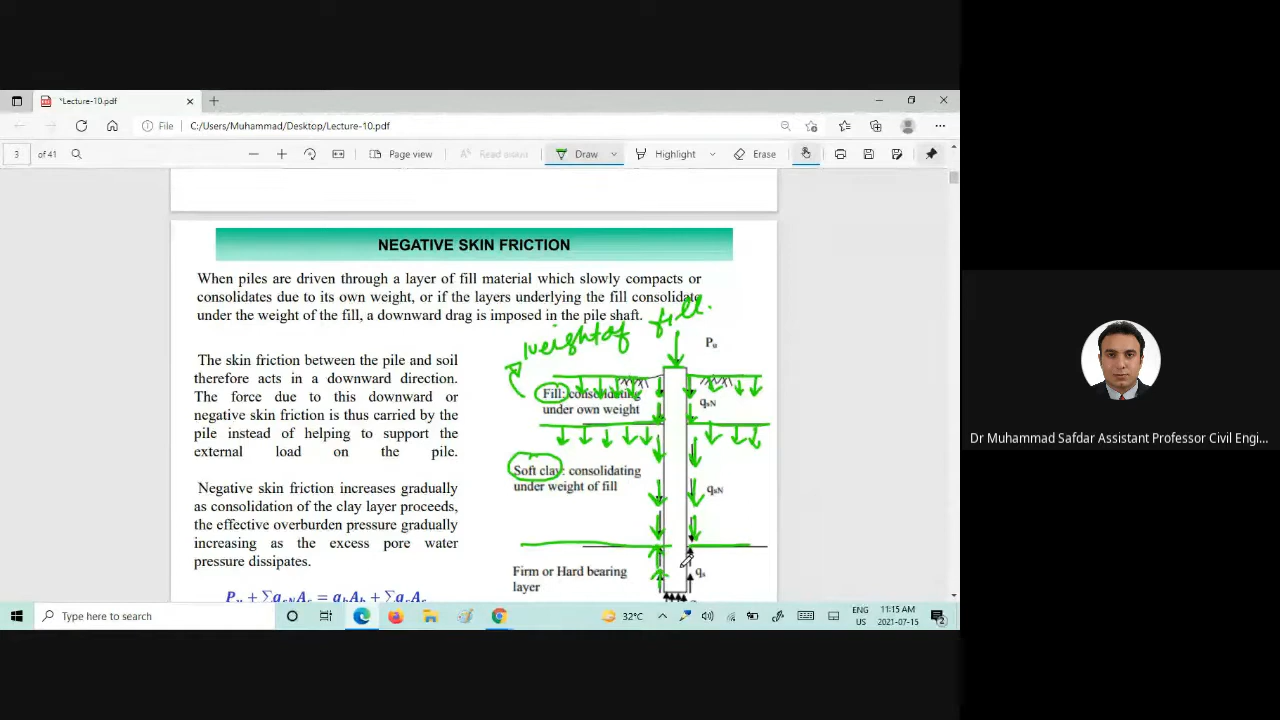 *Lecture-10.pdf
File
C:/Users/Muhammad/Desktop/Lecture-10.pdf
3 of 41
Page view
Read aloud
Draw
Highlight
Erase
NEGATIVE SKIN FRICTION
When piles are driven through a layer of fill material which slowly compacts or
consolidates due to its own weight, or if the layers underlying the fill consolidate
under the weight of the fill, a downward drag is imposed in the pile shaft.
weight of fill.
Pu
The skin friction between the pile and soil
therefore acts in a downward direction.
The force due to this downward or
negative skin friction is thus carried by the
pile instead of helping to support the
external load on the pile.
Fill: consolidating
under own weight
qsN
Soft clay: consolidating
under weight of fill
qsN
Negative skin friction increases gradually
as consolidation of the clay layer proceeds,
the effective overburden pressure gradually
increasing as the excess pore water
pressure dissipates.
Firm or Hard bearing
layer
qs
Dr Muhammad Safdar Assistant Professor Civil Engi...
Type here to search
32°C
ENG
US
11:15 AM
2021-07-15
2